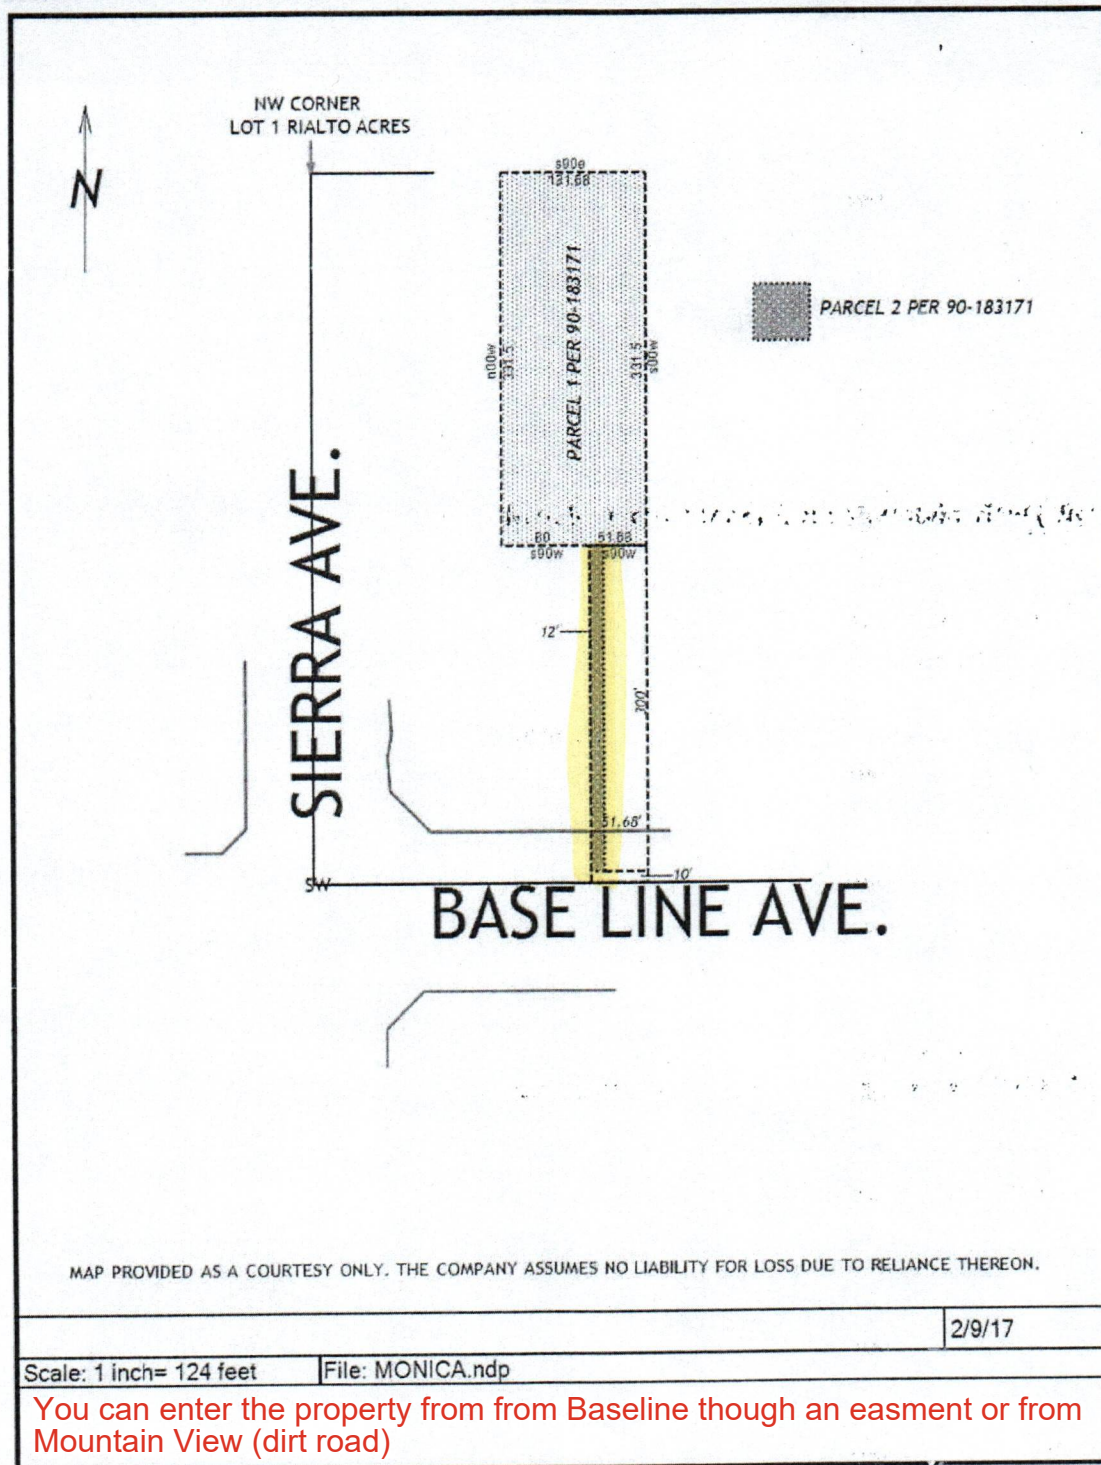 NW CORNER
LOT 1 RIALTO ACRES
N
s90e
131.68
PARCEL 1 PER 90-183171
PARCEL 2 PER 90-183171
n00w
331.5
331.5
s00w
80
51.68
s90w
s90w
12'
300'
SIERRA AVE.
51.68'
10'
SW
BASE LINE AVE.
MAP PROVIDED AS A COURTESY ONLY. THE COMPANY ASSUMES NO LIABILITY FOR LOSS DUE TO RELIANCE THEREON.
2/9/17
Scale: 1 inch= 124 feet
File: MONICA.ndp
You can enter the property from from Baseline though an easment or from
Mountain View (dirt road)